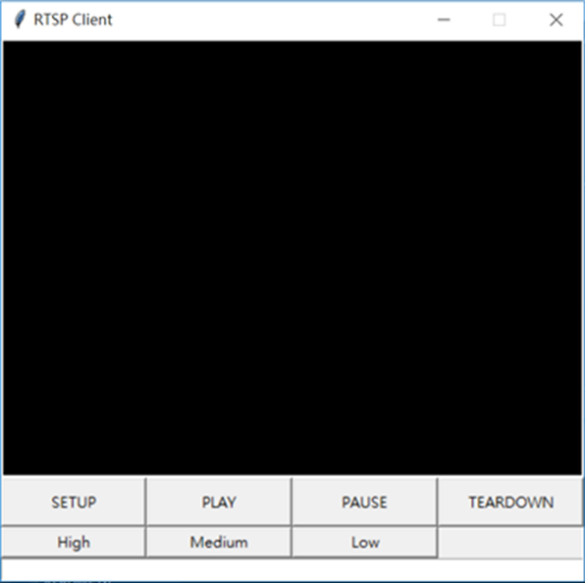 RTSP Client
SETUP PLAY PAUSE TEARDOWN
High Medium Low